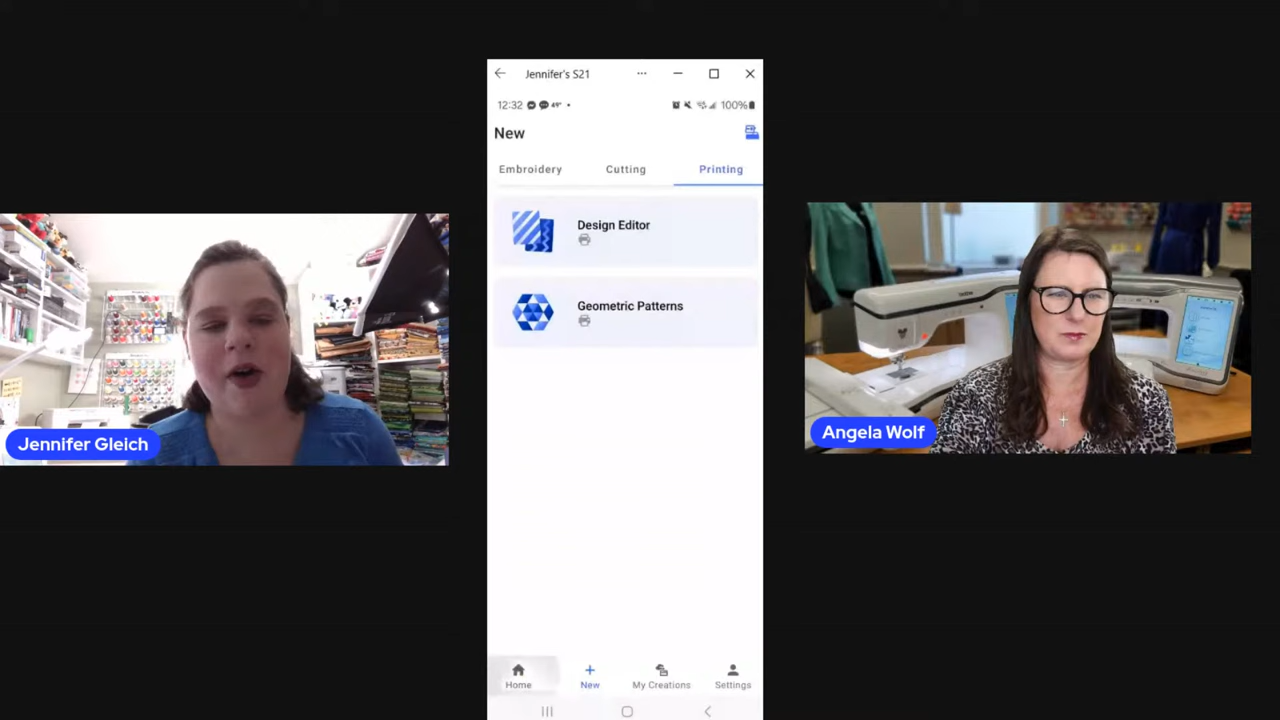 Jennifer's S21
12:32 49° 100%
New
Embroidery Cutting Printing
Design Editor
Geometric Patterns
Home New My Creations Settings
Jennifer Gleich
Angela Wolf